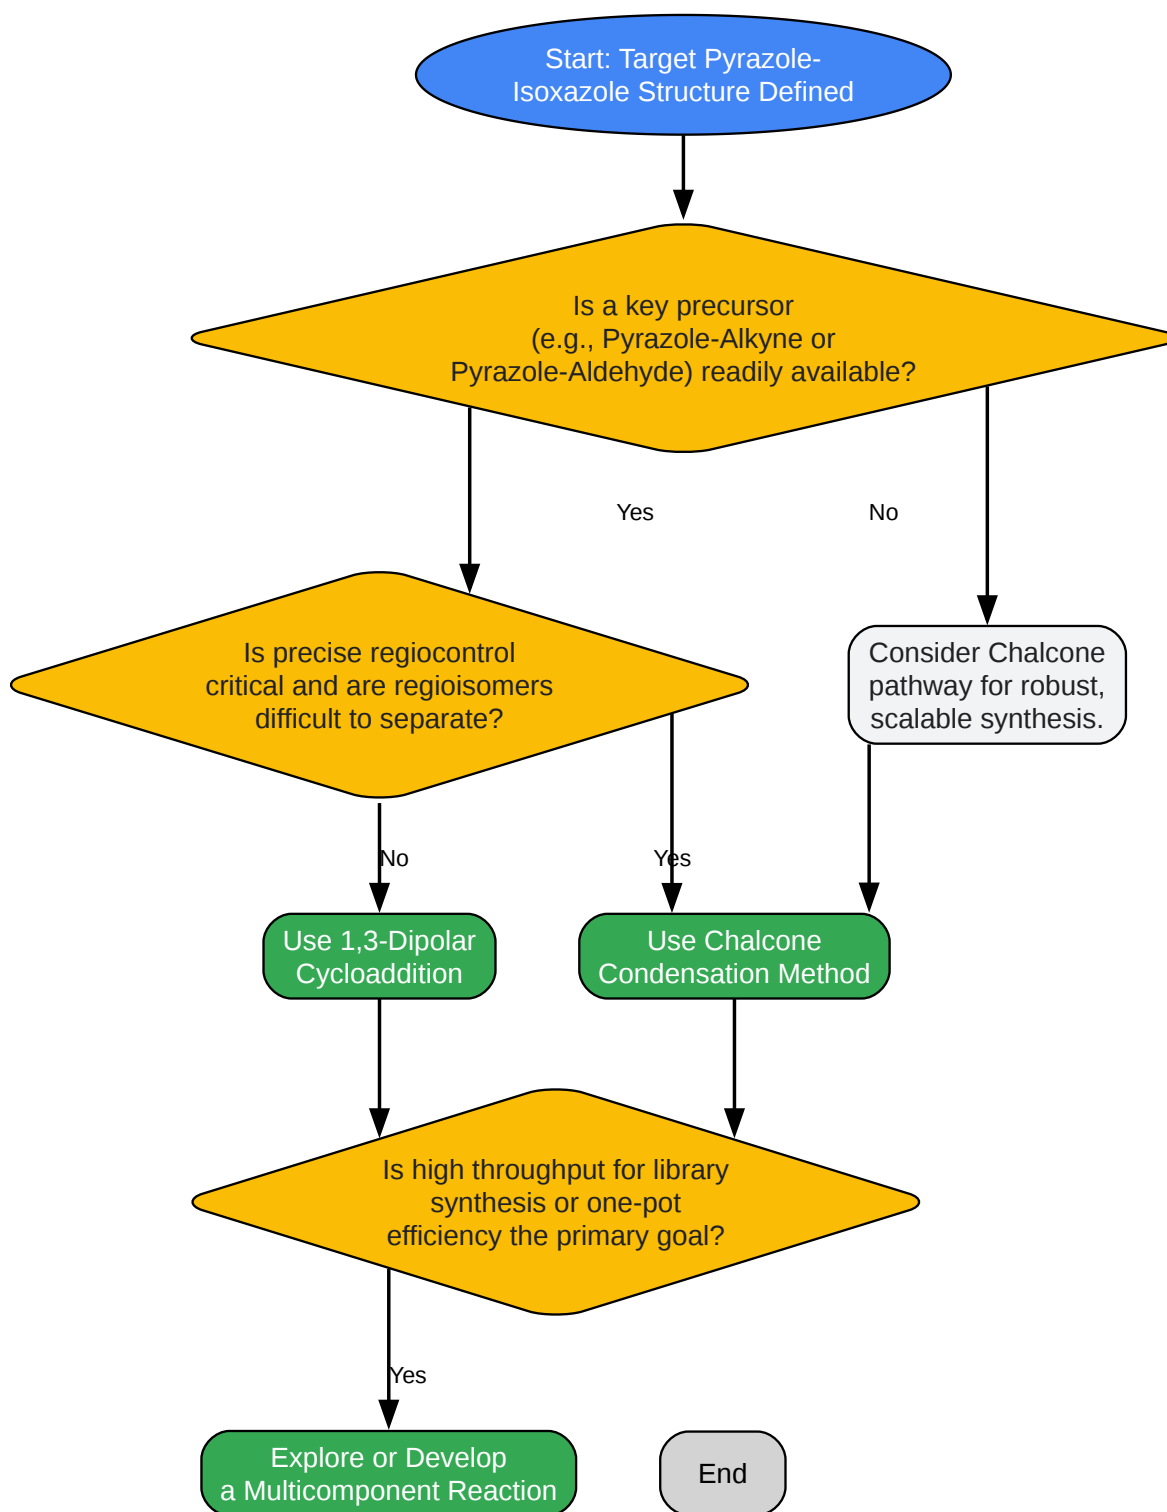 Start: Target Pyrazole-
Isoxazole Structure Defined
Is a key precursor
(e.g., Pyrazole-Alkyne or
Pyrazole-Aldehyde) readily available?
Yes
No
Is precise regiocontrol
critical and are regioisomers
difficult to separate?
Consider Chalcone
pathway for robust,
scalable synthesis.
No
Yes
Use 1,3-Dipolar
Cycloaddition
Use Chalcone
Condensation Method
Is high throughput for library
synthesis or one-pot
efficiency the primary goal?
Yes
Explore or Develop
a Multicomponent Reaction
End